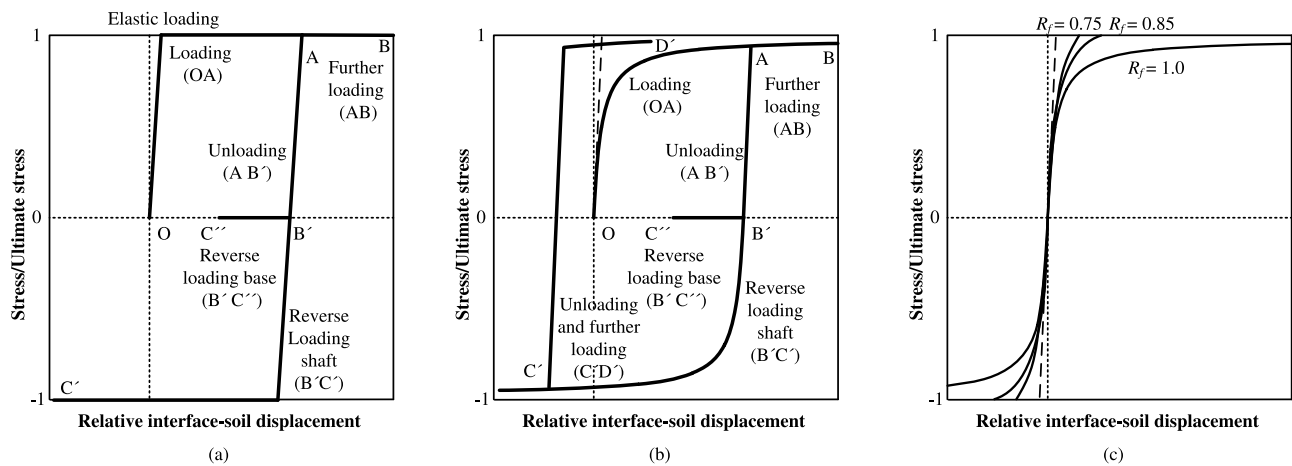 Elastic loading
1
B
Loading
(OA)
A
Further
loading
(AB)
Unloading
(A B´)
0
O
C´´
B´
Reverse
loading base
(B´ C´´)
Reverse
Loading
shaft
(B´C´)
C´
-1
Stress/Ultimate stress
Relative interface-soil displacement
(a)
1
D´
A
B
Loading
(OA)
Further
loading
(AB)
Unloading
(A B´)
0
O
C´´
B´
Reverse
loading base
(B´ C´´)
Unloading
and further
loading
(C´D´)
Reverse
loading
shaft
(B´C´)
C´
-1
Stress/Ultimate stress
Relative interface-soil displacement
(b)
Rf = 0.75 Rf = 0.85
1
Rf = 1.0
0
-1
Stress/Ultimate stress
Relative interface-soil displacement
(c)